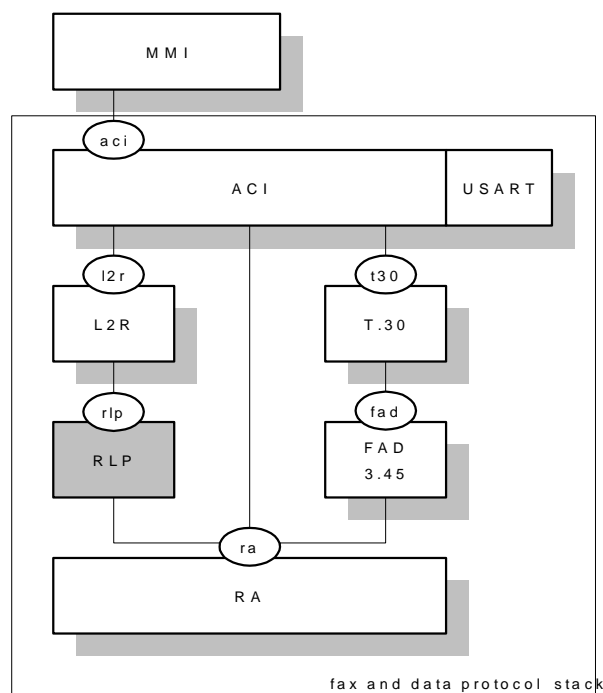 MMI
aci
ACI
USART
l2r
t30
L2R
T.30
rlp
fad
RLP
FAD
3.45
ra
RA
fax and data protocol stack